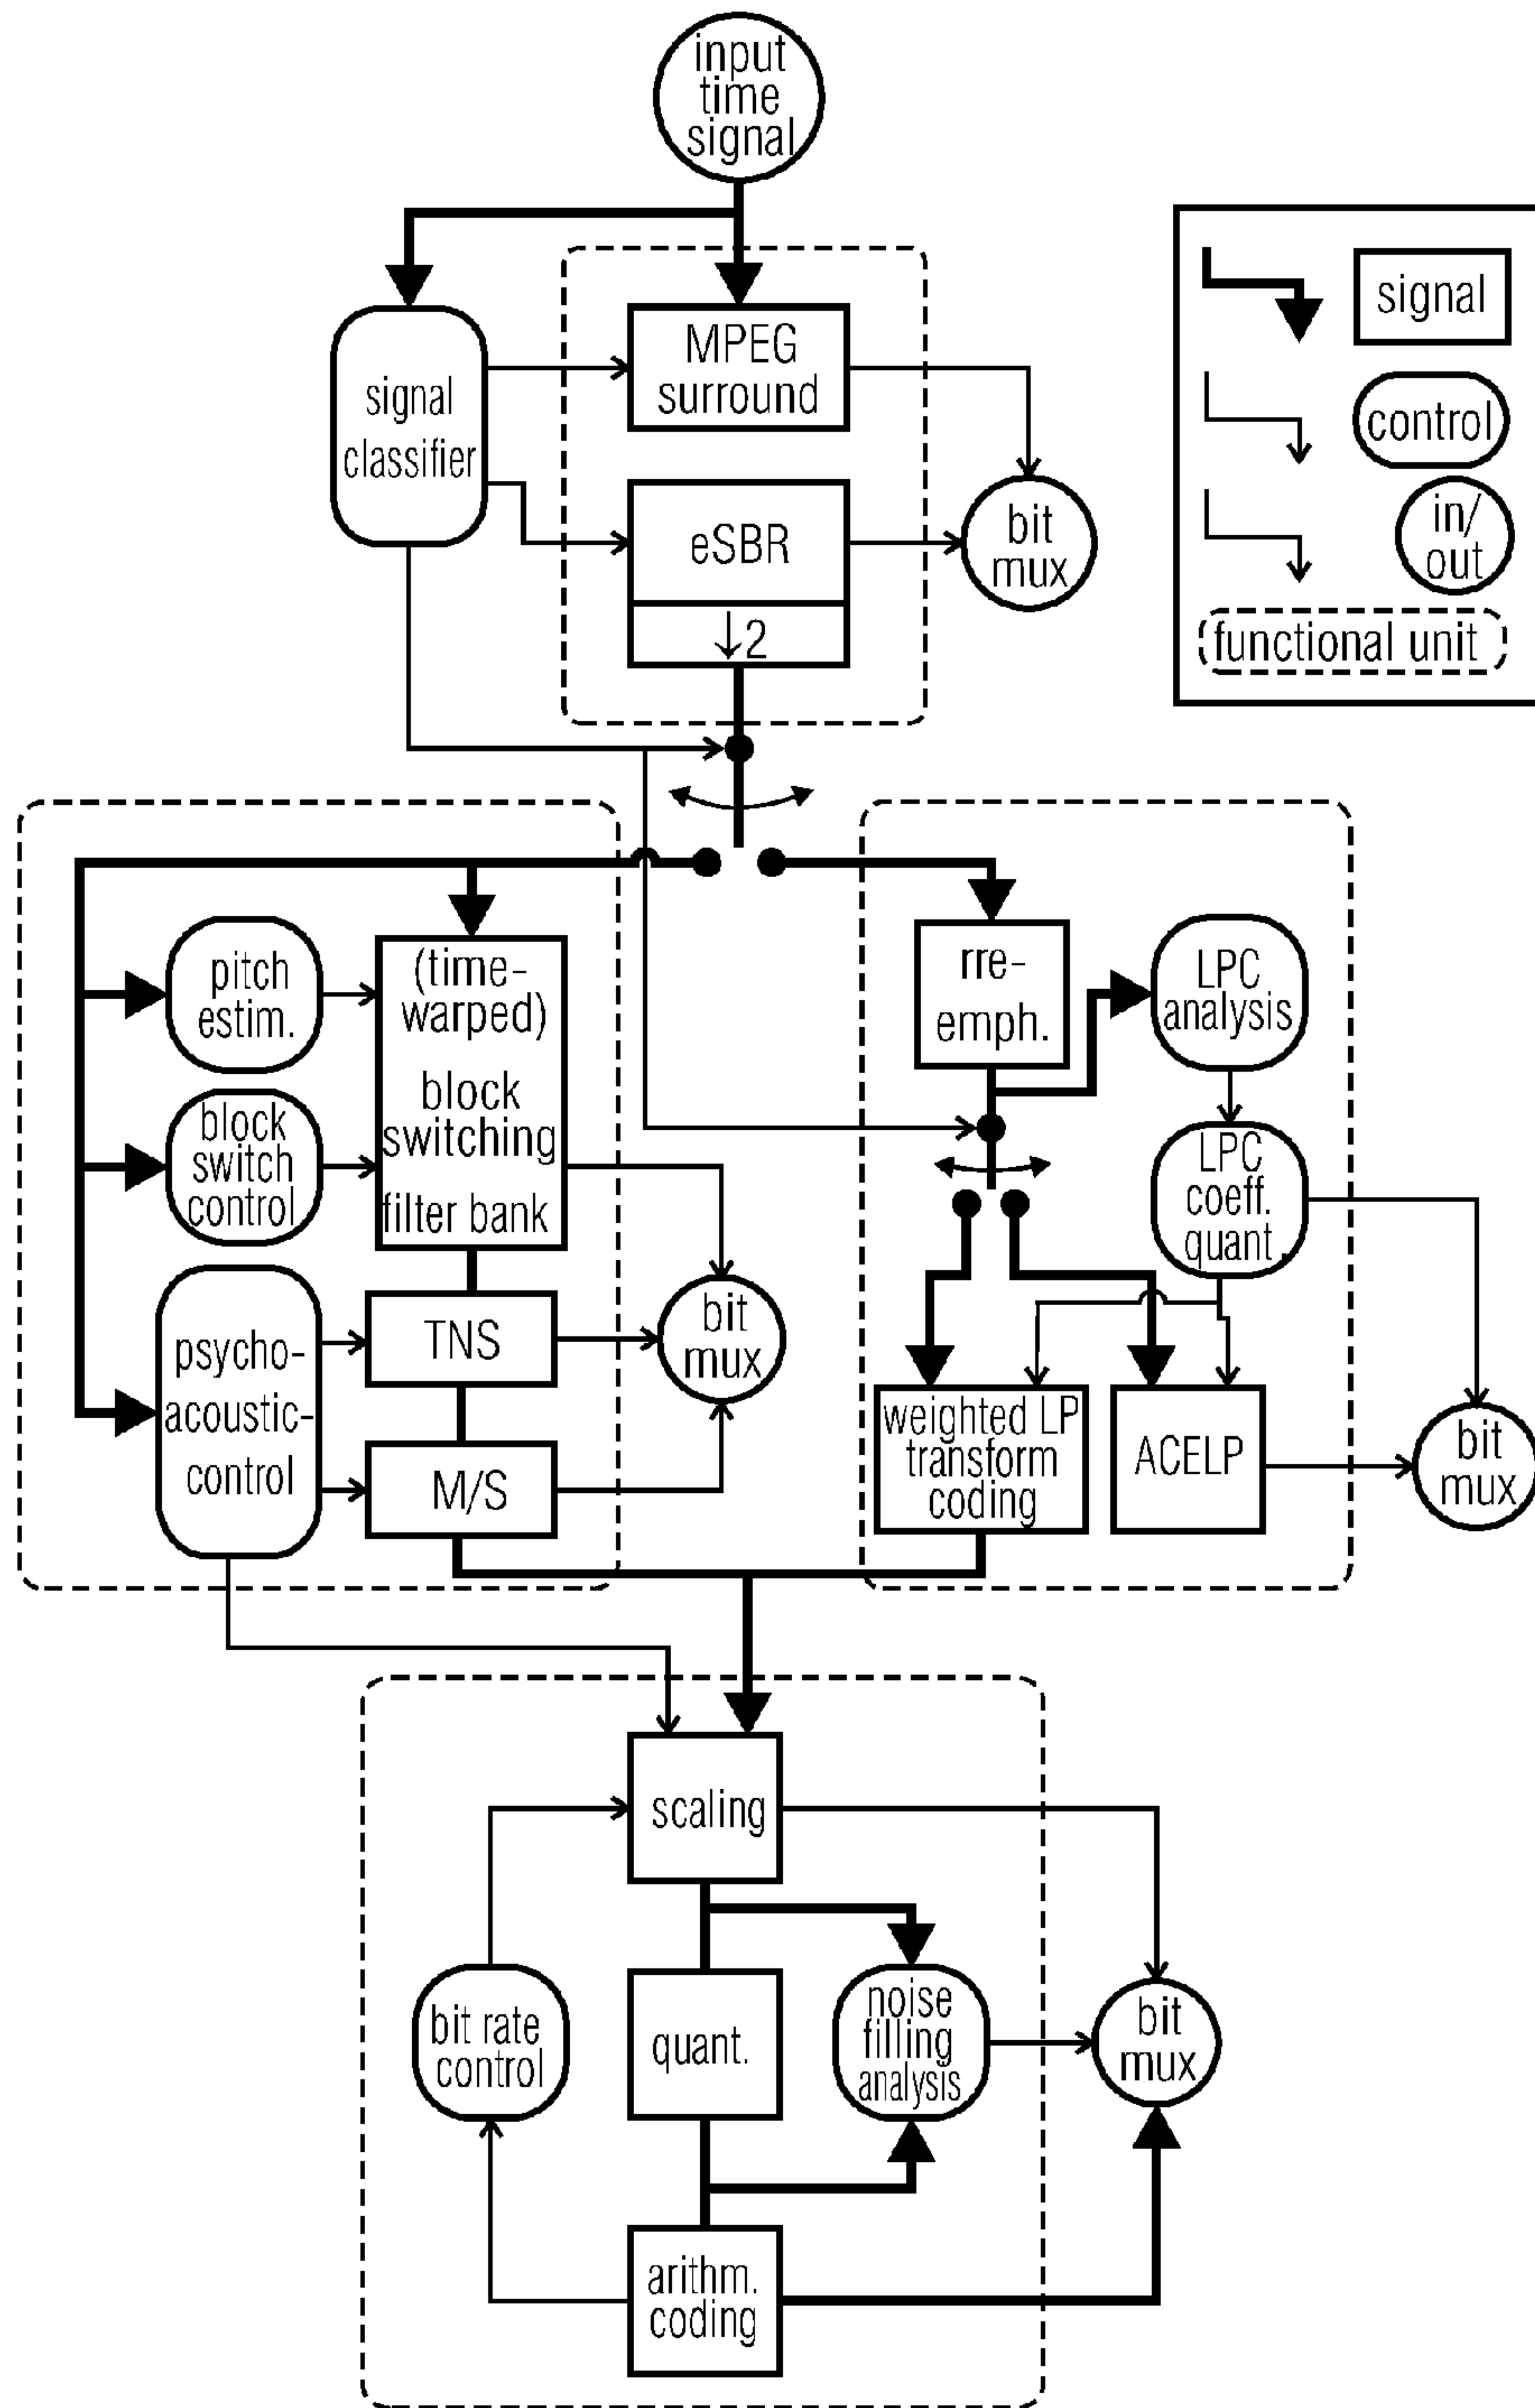 input
time
signal
signal
classifier
MPEG
surround
eSBR
↓2
bit
mux
signal
control
in/
out
functional unit
pitch
estim.
block
switch
control
psycho-
acoustic-
control
(time-
warped)
block
switching
filter bank
TNS
M/S
bit
mux
rre-
emph.
LPC
analysis
LPC
coeff.
quant.
weighted LP
transform
coding
ACELP
bit
mux
scaling
bit rate
control
quant.
noise
filling
analysis
bit
mux
arithm.
coding